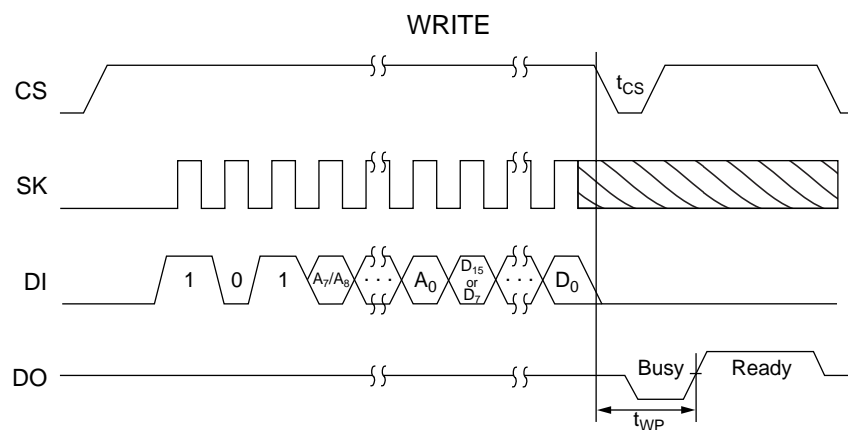 WRITE
CS
t_CS
SK
DI
1 0 1 A₇/A₈ · · · A₀ D₁₅ or D₇ · · · D₀
DO
Busy Ready
t_WP